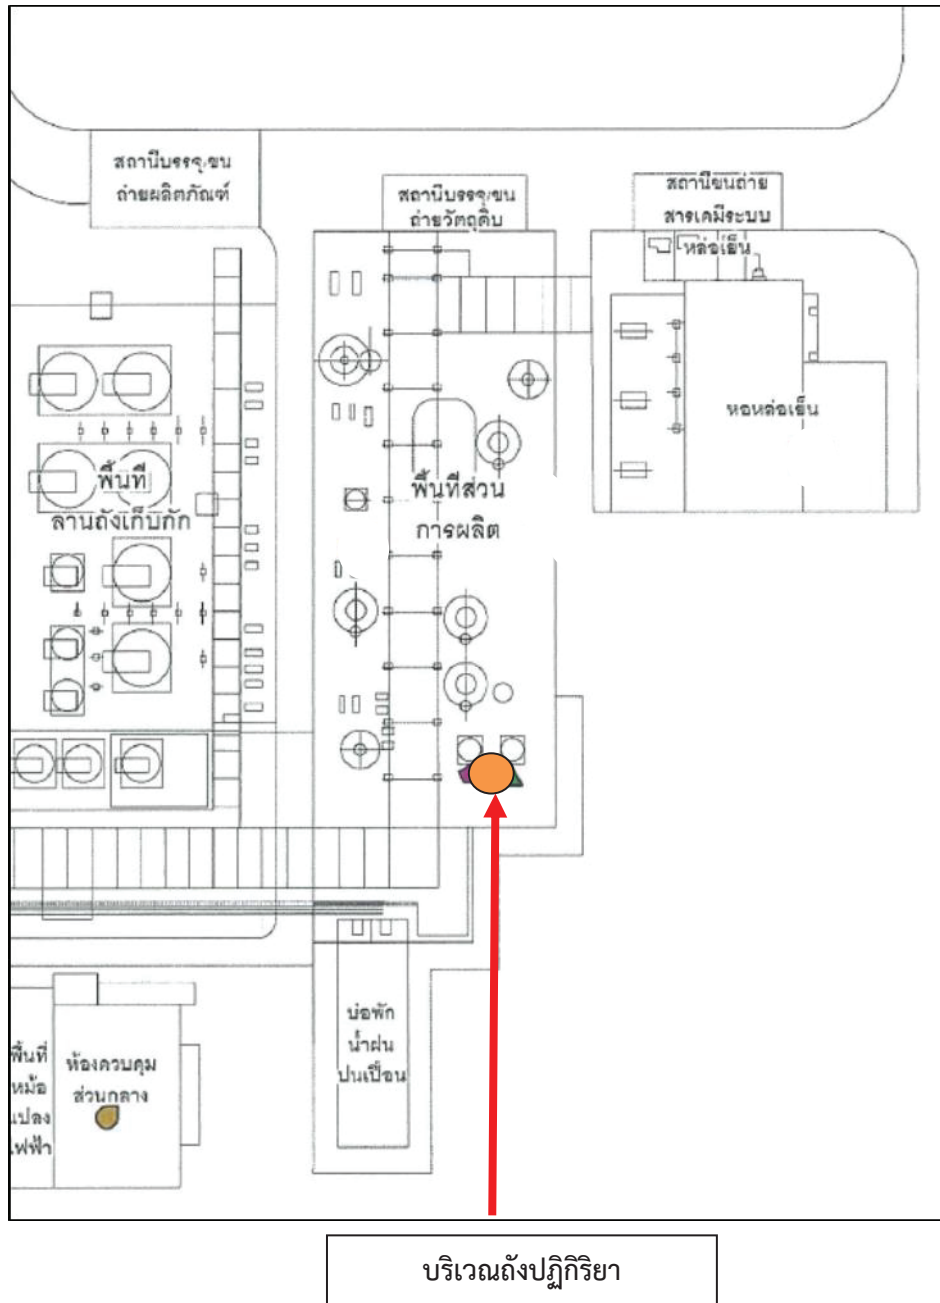 สถานีบรรจุ/ขน
ถ่ายผลิตภัณฑ์
สถานีบรรจุ/ขน
ถ่ายวัตถุดิบ
สถานีขนถ่าย
สารเคมีระบบ
หล่อเย็น
หอหล่อเย็น
พื้นที่
ลานถังเก็บกัก
พื้นที่ส่วน
การผลิต
บ่อพัก
น้ำฝน
ปนเปื้อน
พื้นที่
หม้อ
แปลง
ไฟฟ้า
ห้องควบคุม
ส่วนกลาง
บริเวณถังปฏิกิริยา